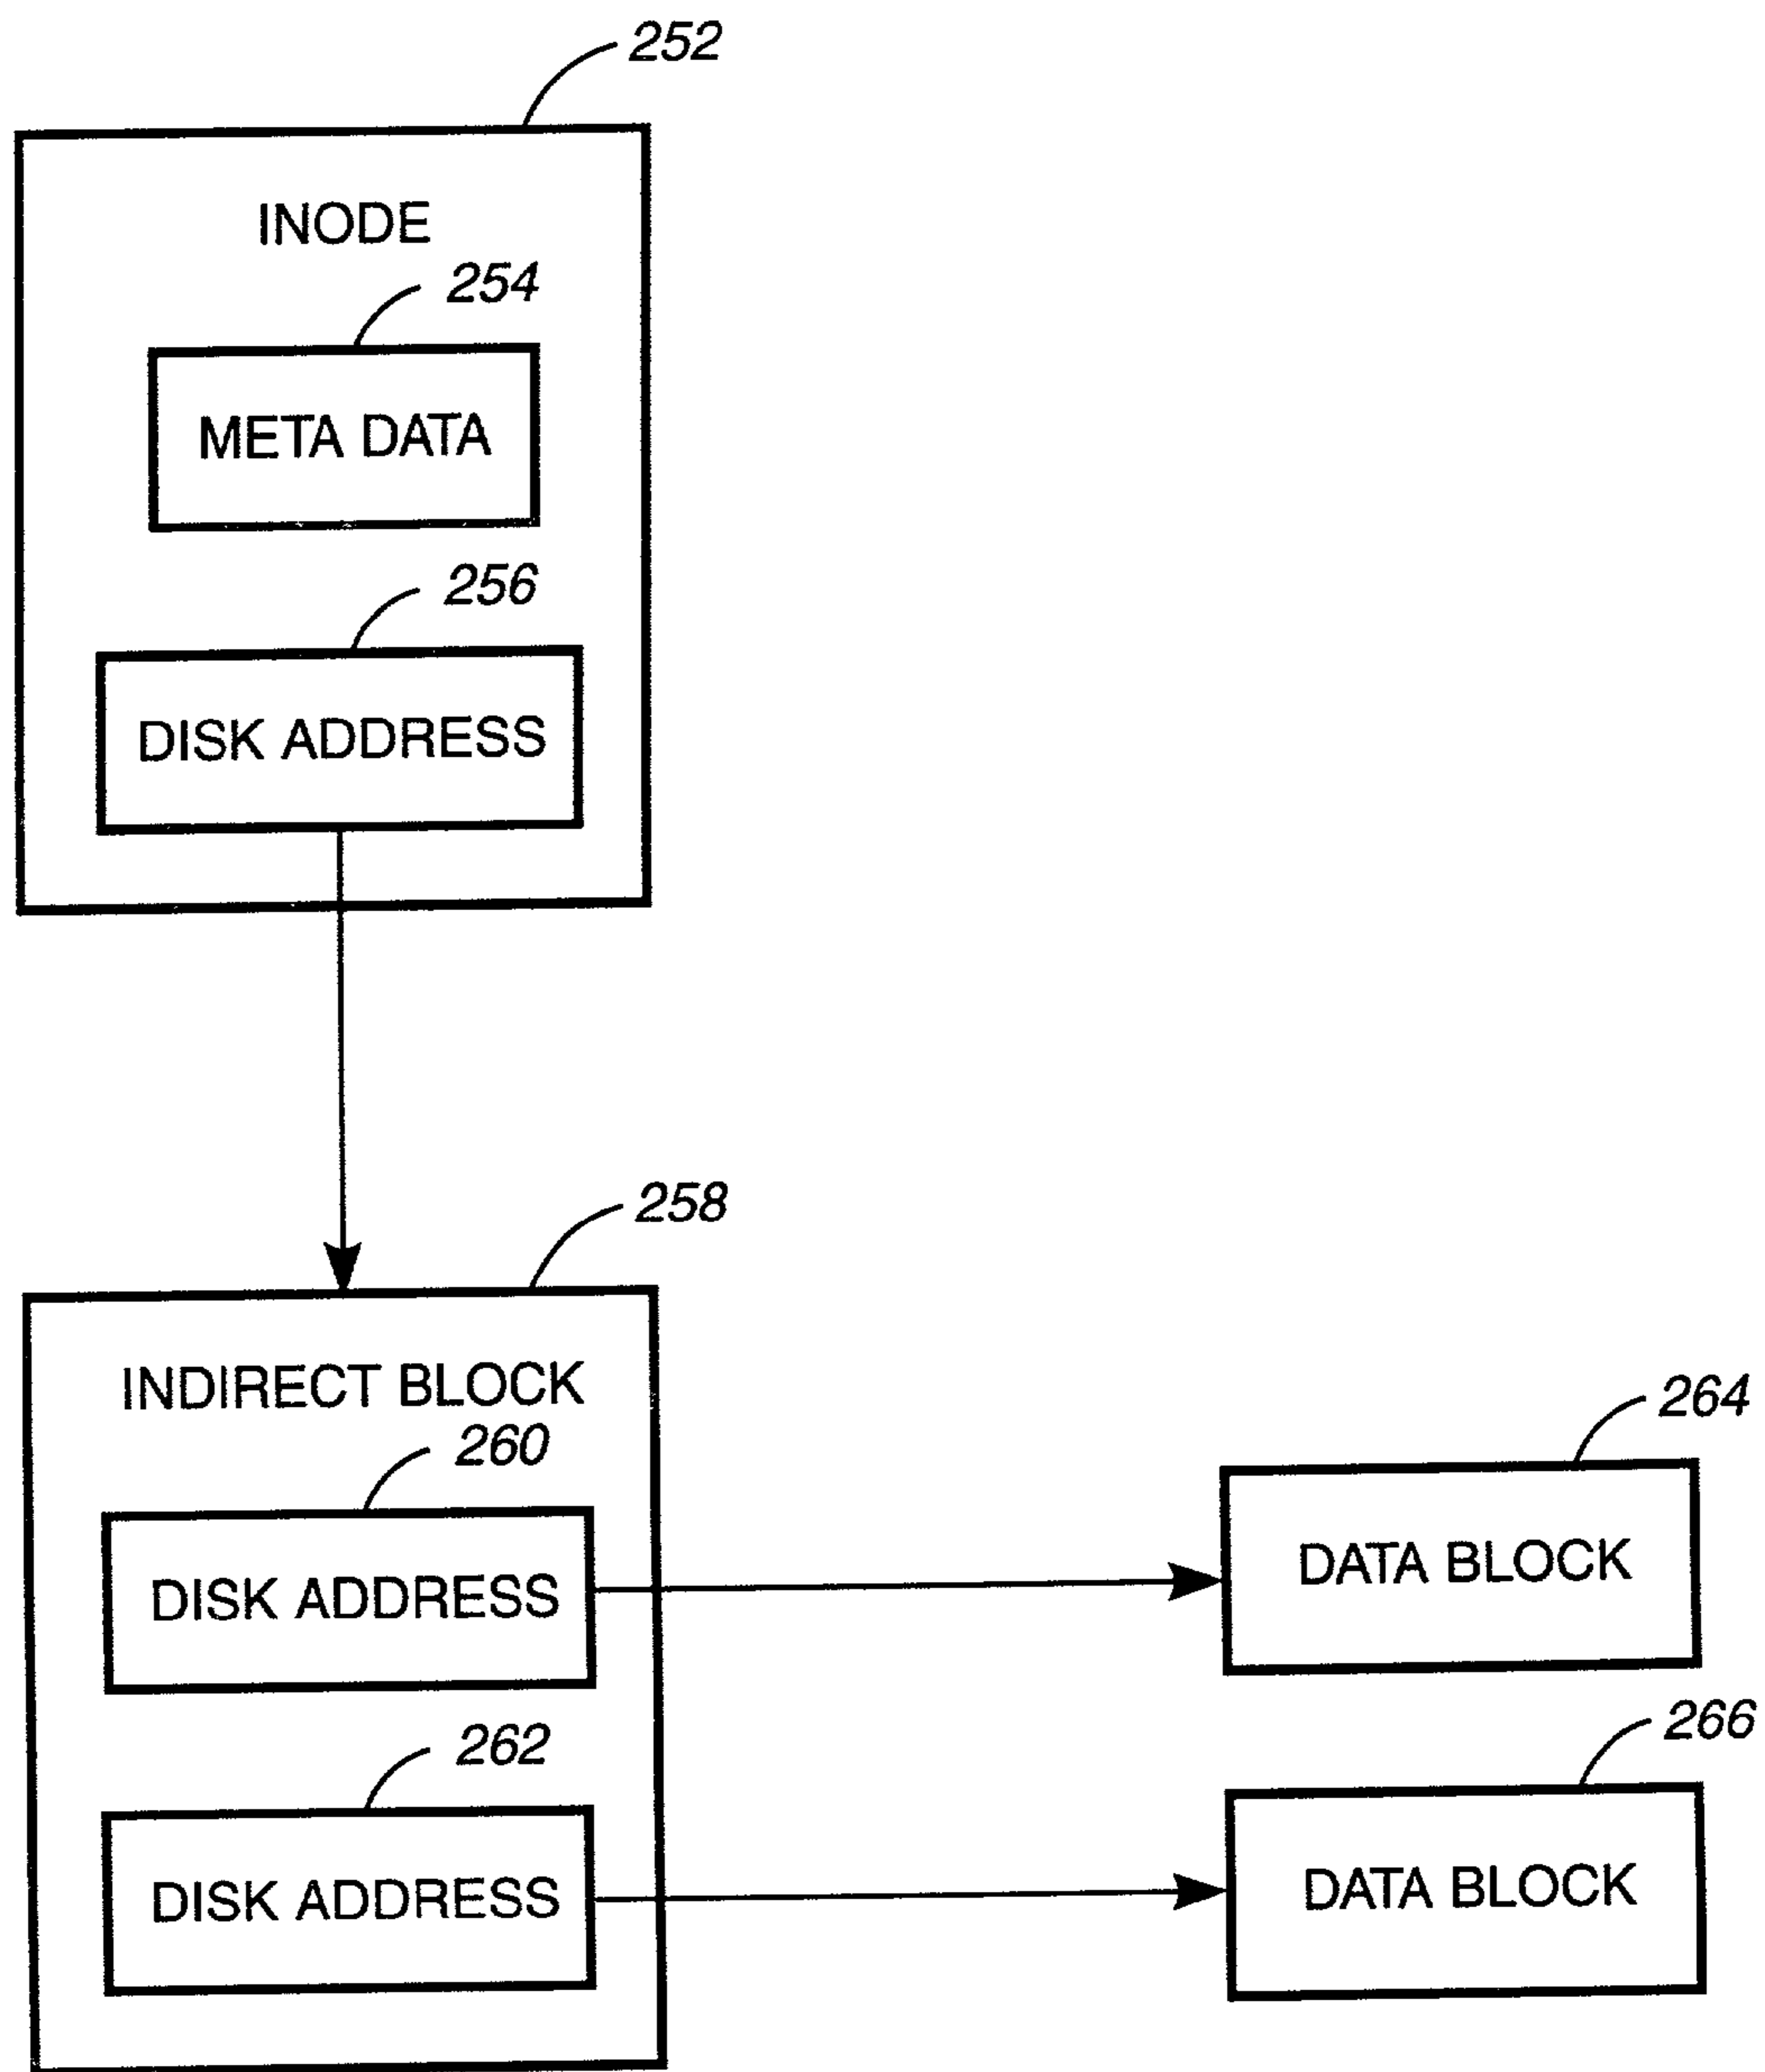 252
INODE
254
META DATA
256
DISK ADDRESS
258
INDIRECT BLOCK
260
DISK ADDRESS
264
DATA BLOCK
262
DISK ADDRESS
266
DATA BLOCK